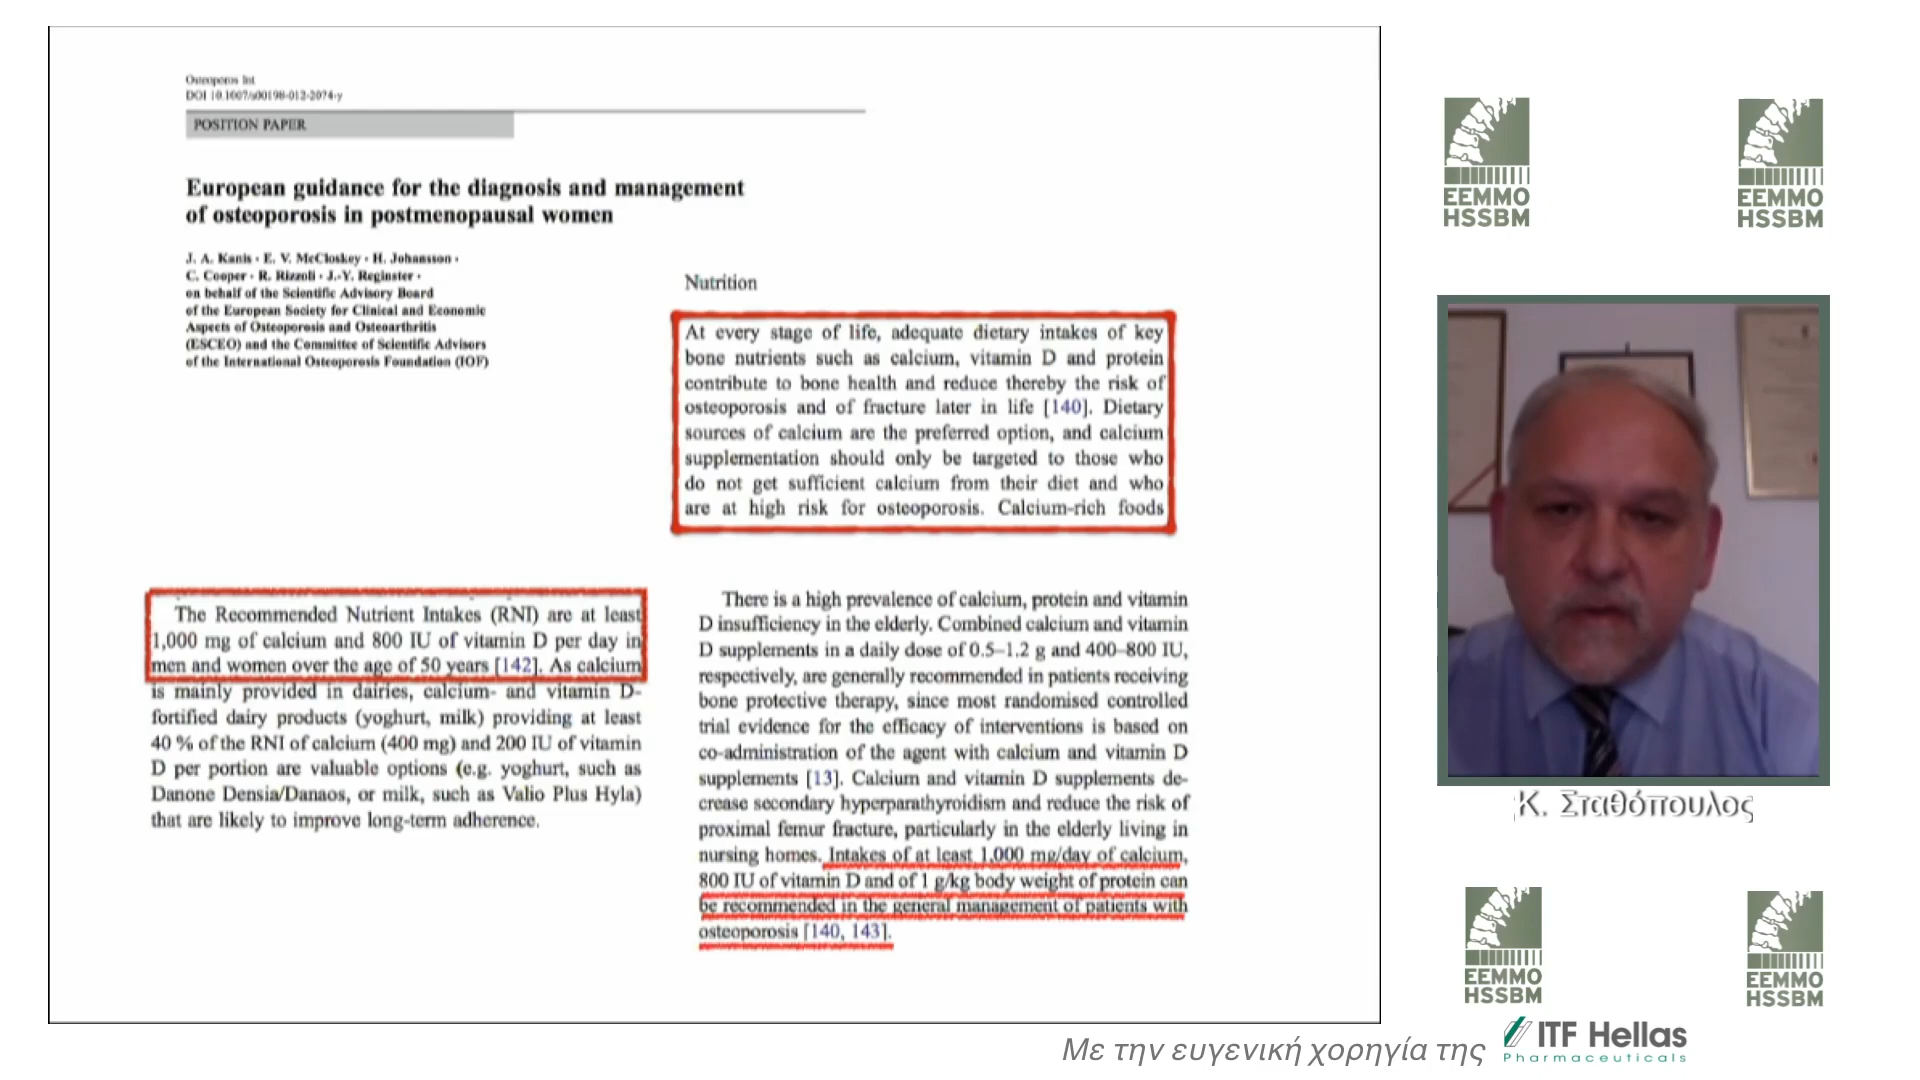 Osteoporos Int
DOI 10.1007/s00198-012-2074-y
POSITION PAPER
European guidance for the diagnosis and management
of osteoporosis in postmenopausal women
J. A. Kanis · E. V. McCloskey · H. Johansson ·
C. Cooper · R. Rizzoli · J.-Y. Reginster ·
on behalf of the Scientific Advisory Board
of the European Society for Clinical and Economic
Aspects of Osteoporosis and Osteoarthritis
(ESCEO) and the Committee of Scientific Advisors
of the International Osteoporosis Foundation (IOF)
Nutrition
At every stage of life, adequate dietary intakes of key
bone nutrients such as calcium, vitamin D and protein
contribute to bone health and reduce thereby the risk of
osteoporosis and of fracture later in life [140]. Dietary
sources of calcium are the preferred option, and calcium
supplementation should only be targeted to those who
do not get sufficient calcium from their diet and who
are at high risk for osteoporosis. Calcium-rich foods
The Recommended Nutrient Intakes (RNI) are at least
1,000 mg of calcium and 800 IU of vitamin D per day in
men and women over the age of 50 years [142]. As calcium
is mainly provided in dairies, calcium- and vitamin D-
fortified dairy products (yoghurt, milk) providing at least
40 % of the RNI of calcium (400 mg) and 200 IU of vitamin
D per portion are valuable options (e.g. yoghurt, such as
Danone Densia/Danaos, or milk, such as Valio Plus Hyla)
that are likely to improve long-term adherence.
There is a high prevalence of calcium, protein and vitamin
D insufficiency in the elderly. Combined calcium and vitamin
D supplements in a daily dose of 0.5–1.2 g and 400–800 IU,
respectively, are generally recommended in patients receiving
bone protective therapy, since most randomised controlled
trial evidence for the efficacy of interventions is based on
co-administration of the agent with calcium and vitamin D
supplements [13]. Calcium and vitamin D supplements de-
crease secondary hyperparathyroidism and reduce the risk of
proximal femur fracture, particularly in the elderly living in
nursing homes. Intakes of at least 1,000 mg/day of calcium,
800 IU of vitamin D and of 1 g/kg body weight of protein can
be recommended in the general management of patients with
osteoporosis [140, 143].
ΕΕΜΜΟ
HSSBM
ΕΕΜΜΟ
HSSBM
Κ. Σταθόπουλος
ΕΕΜΜΟ
HSSBM
ΕΕΜΜΟ
HSSBM
Με την ευγενική χορηγία της
ITF Hellas
Pharmaceuticals